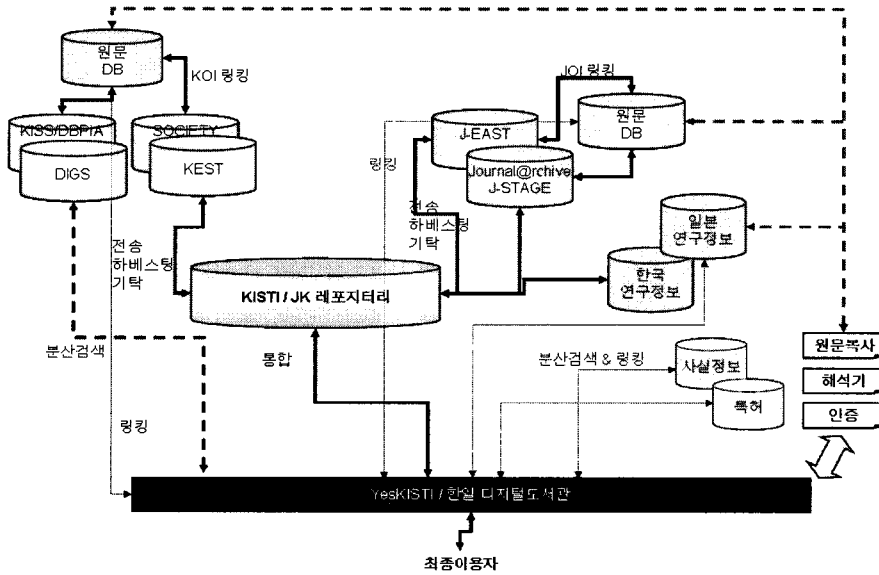 원문
DB
KOI 링킹
KISS/DBPIA
DIGS
SOCIETY
KEST
JOI 링킹
J-EAST
원문
DB
Journal@rchive
J-STAGE
링킹
전송
하베스팅
기탁
전송
하베스팅
기탁
일본
연구정보
한국
연구정보
KISTI / JK 레포지터리
분산검색
통합
분산검색 & 링킹
사실정보
특허
원문복사
해석기
인증
링킹
YesKISTI / 한일 디지털도서관
최종이용자